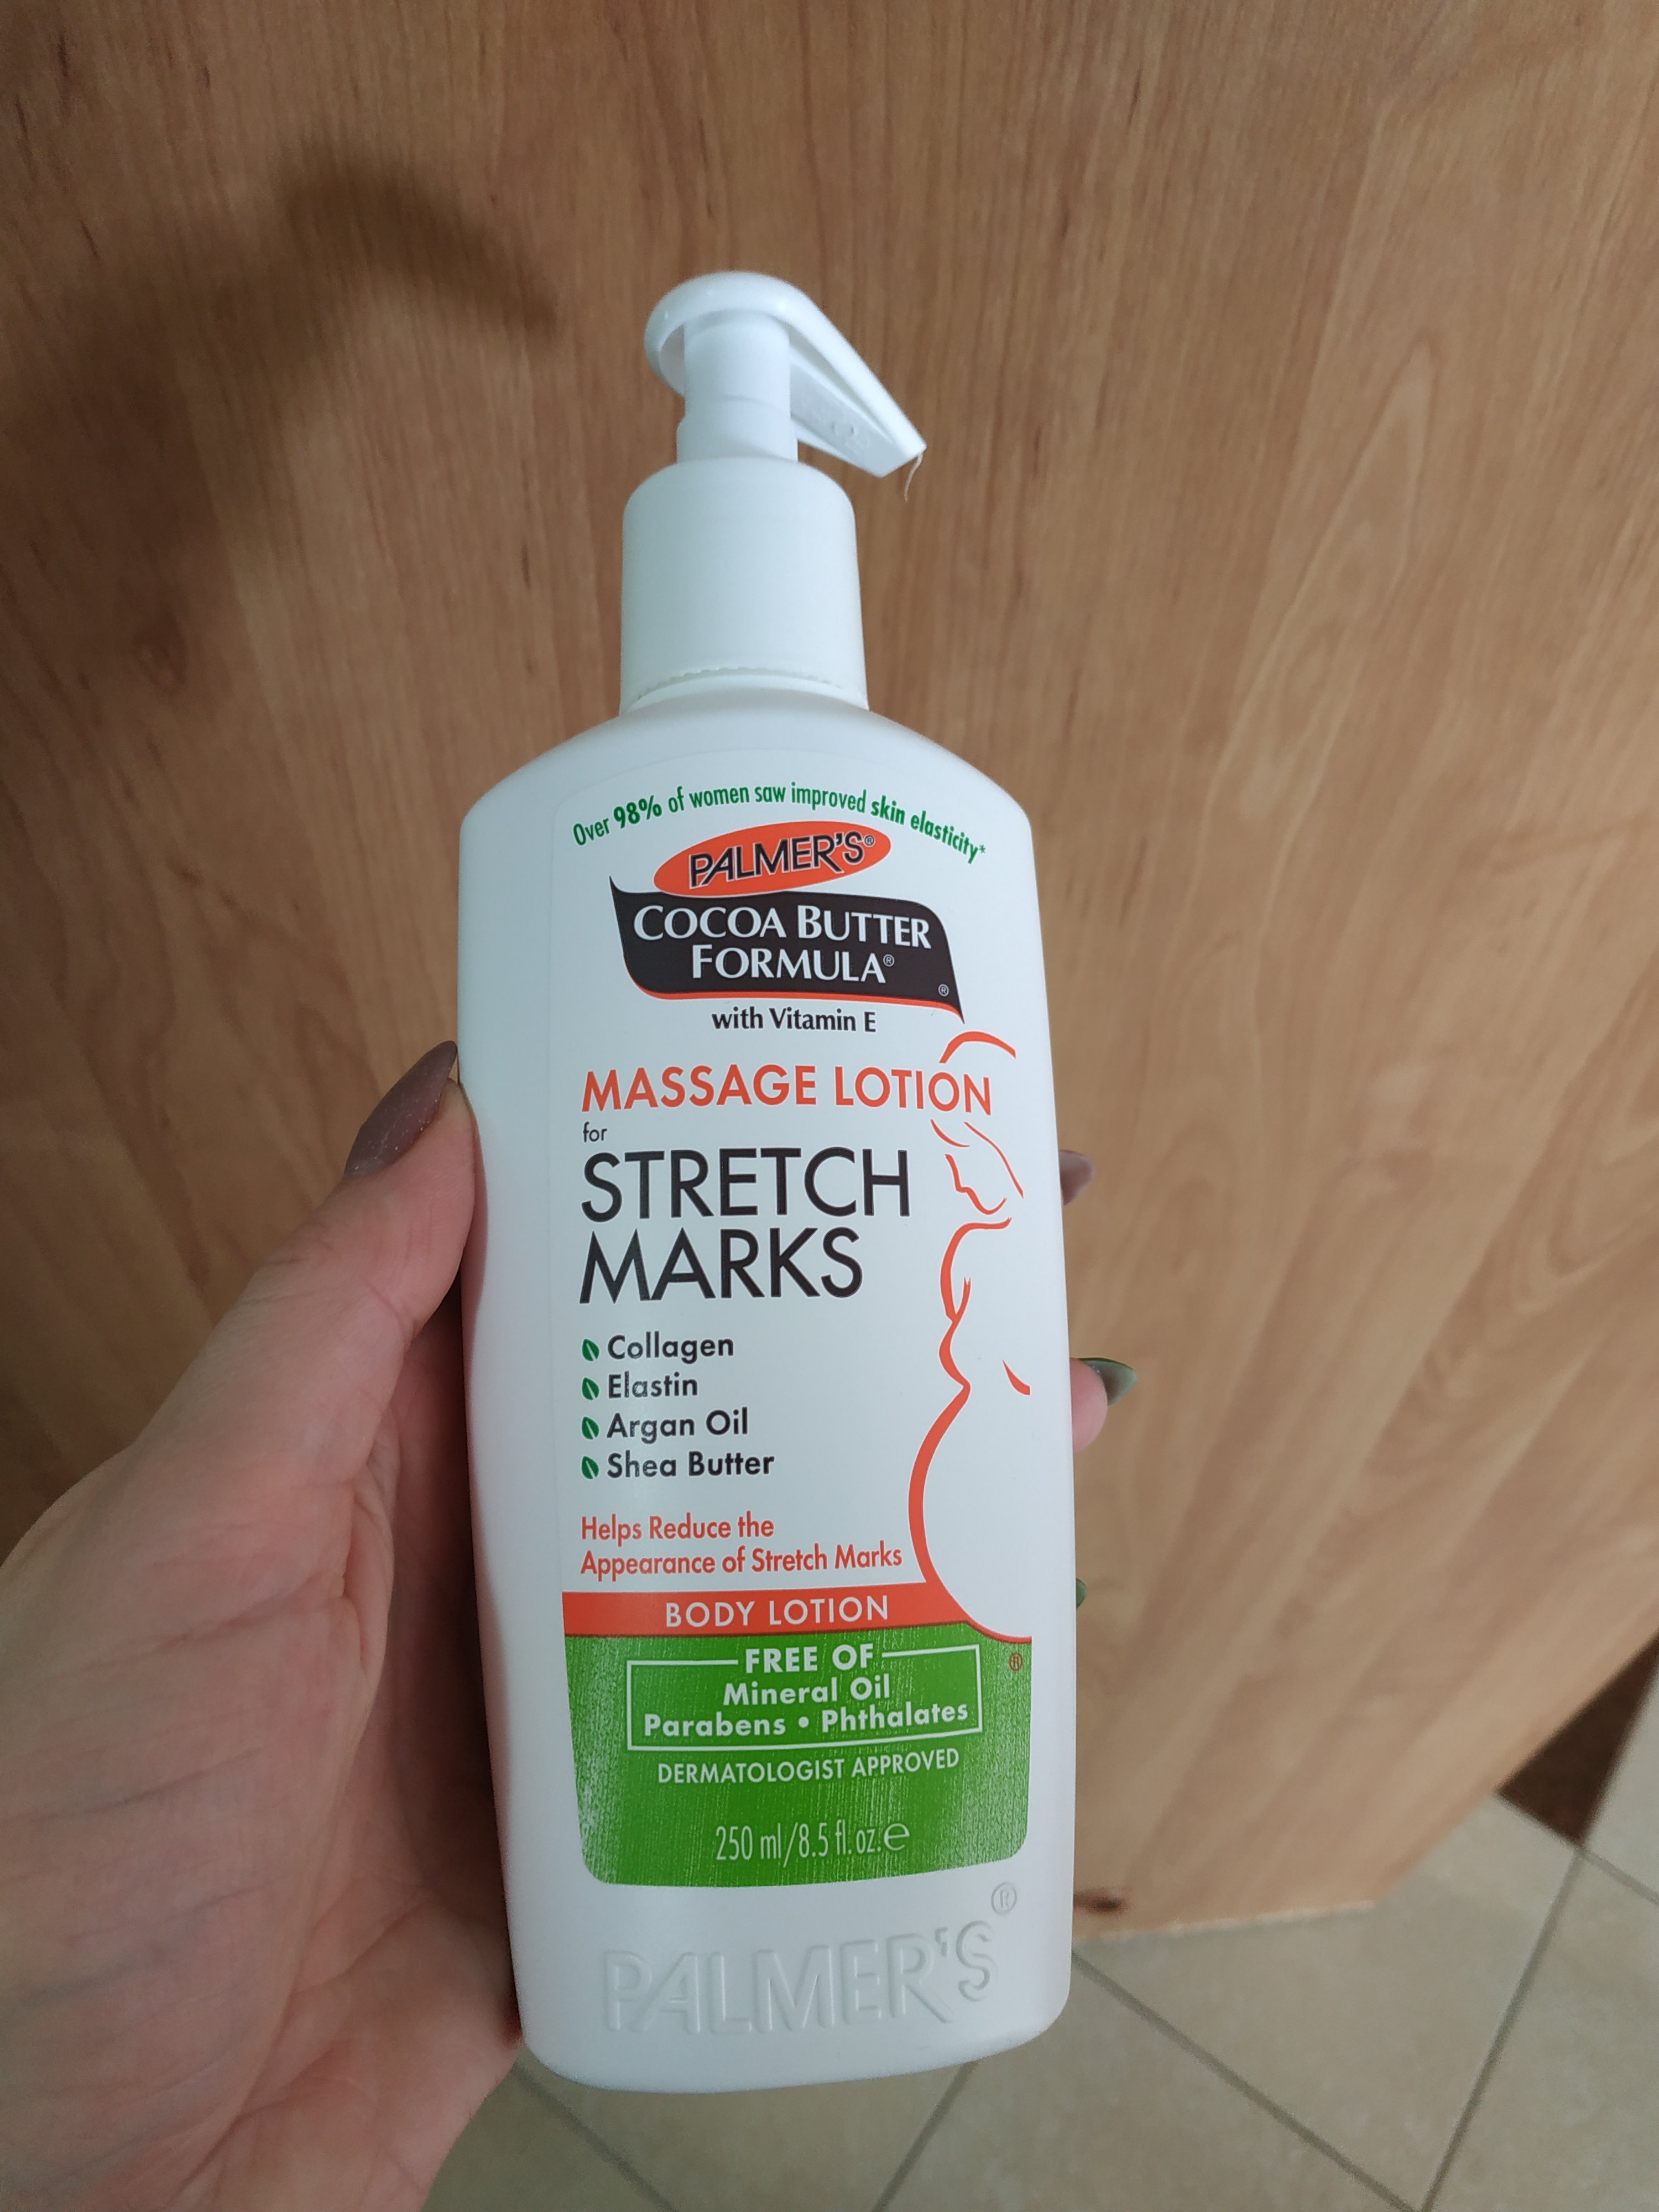 Over 98% of women saw improved skin elasticity*
PALMER'S®
COCOA BUTTER
FORMULA®
®
with Vitamin E
MASSAGE LOTION
for
STRETCH
MARKS
Collagen
Elastin
Argan Oil
Shea Butter
Helps Reduce the
Appearance of Stretch Marks
BODY LOTION
FREE OF
®
Mineral Oil
Parabens • Phthalates
DERMATOLOGIST APPROVED
250 ml/8.5 fl. oz. ℮
PALMER'S®